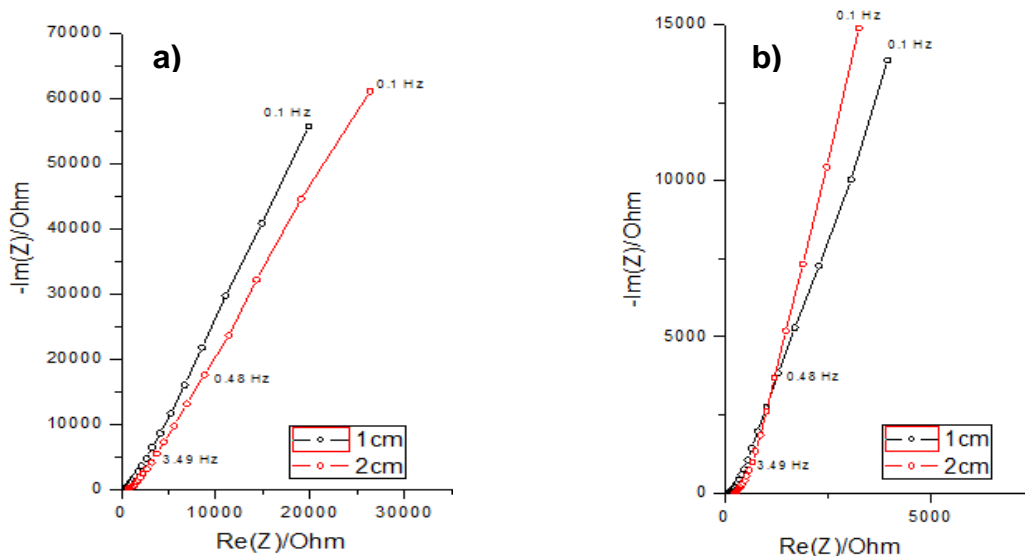 a)
70000
60000
50000
40000
30000
20000
10000
0
-Im(Z)/Ohm
0.1 Hz
0.1 Hz
0.48 Hz
3.49 Hz
1cm
2cm
0
10000
20000
30000
Re(Z)/Ohm
b)
15000
10000
5000
0
-Im(Z)/Ohm
0.1 Hz
0.1 Hz
0.48 Hz
3.49 Hz
1cm
2cm
0
5000
Re(Z)/Ohm